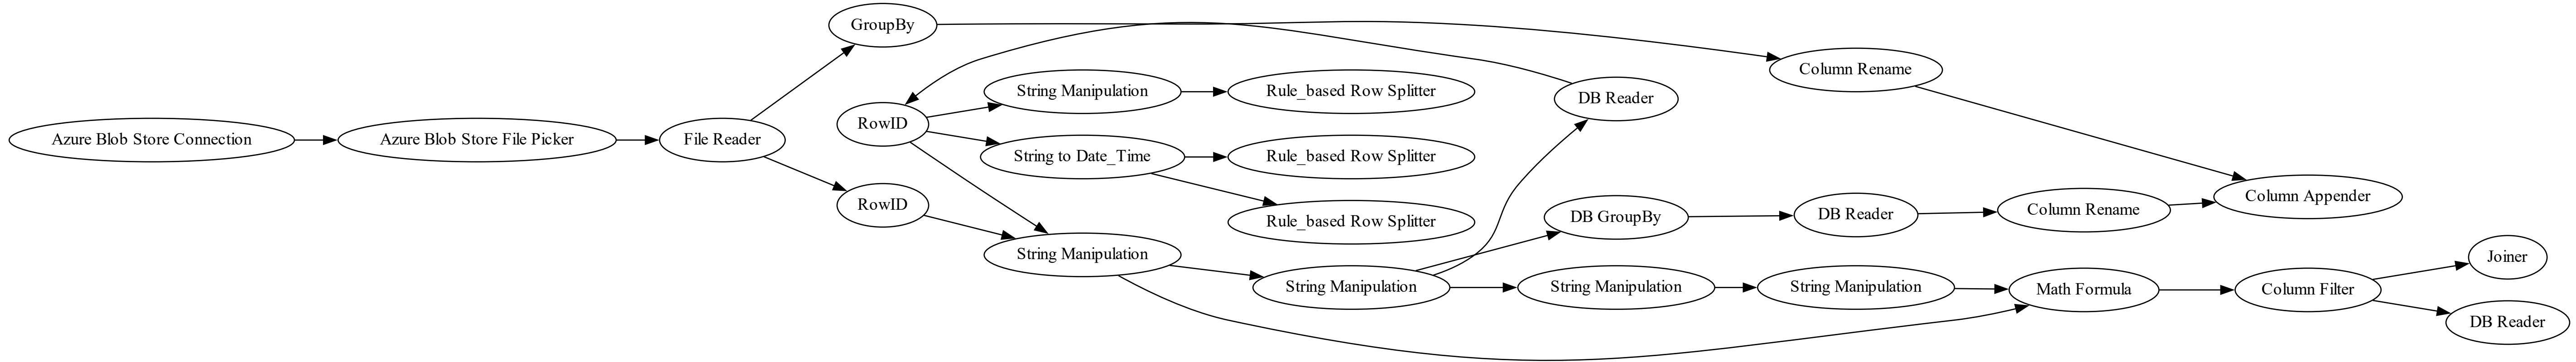 GroupBy
Column Rename
String Manipulation
Rule_based Row Splitter
DB Reader
RowID
Azure Blob Store Connection
Azure Blob Store File Picker
File Reader
String to Date_Time
Rule_based Row Splitter
Column Appender
RowID
Rule_based Row Splitter
DB GroupBy
DB Reader
Column Rename
String Manipulation
Joiner
String Manipulation
String Manipulation
String Manipulation
Math Formula
Column Filter
DB Reader